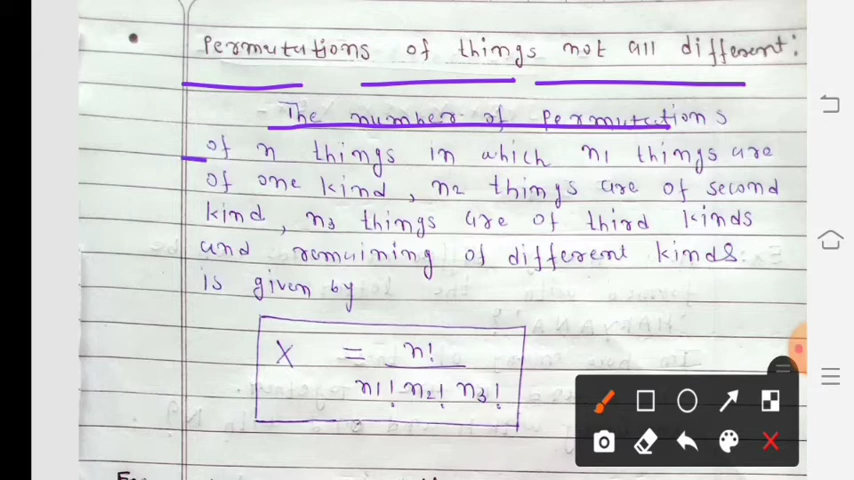 Permutations of things not all different:
The number of permutations
of n things in which n1 things are
of one kind, n2 things are of second
kind, n3 things are of third kinds
and remaining of different kinds
is given by
X = n!
n1! n2! n3!